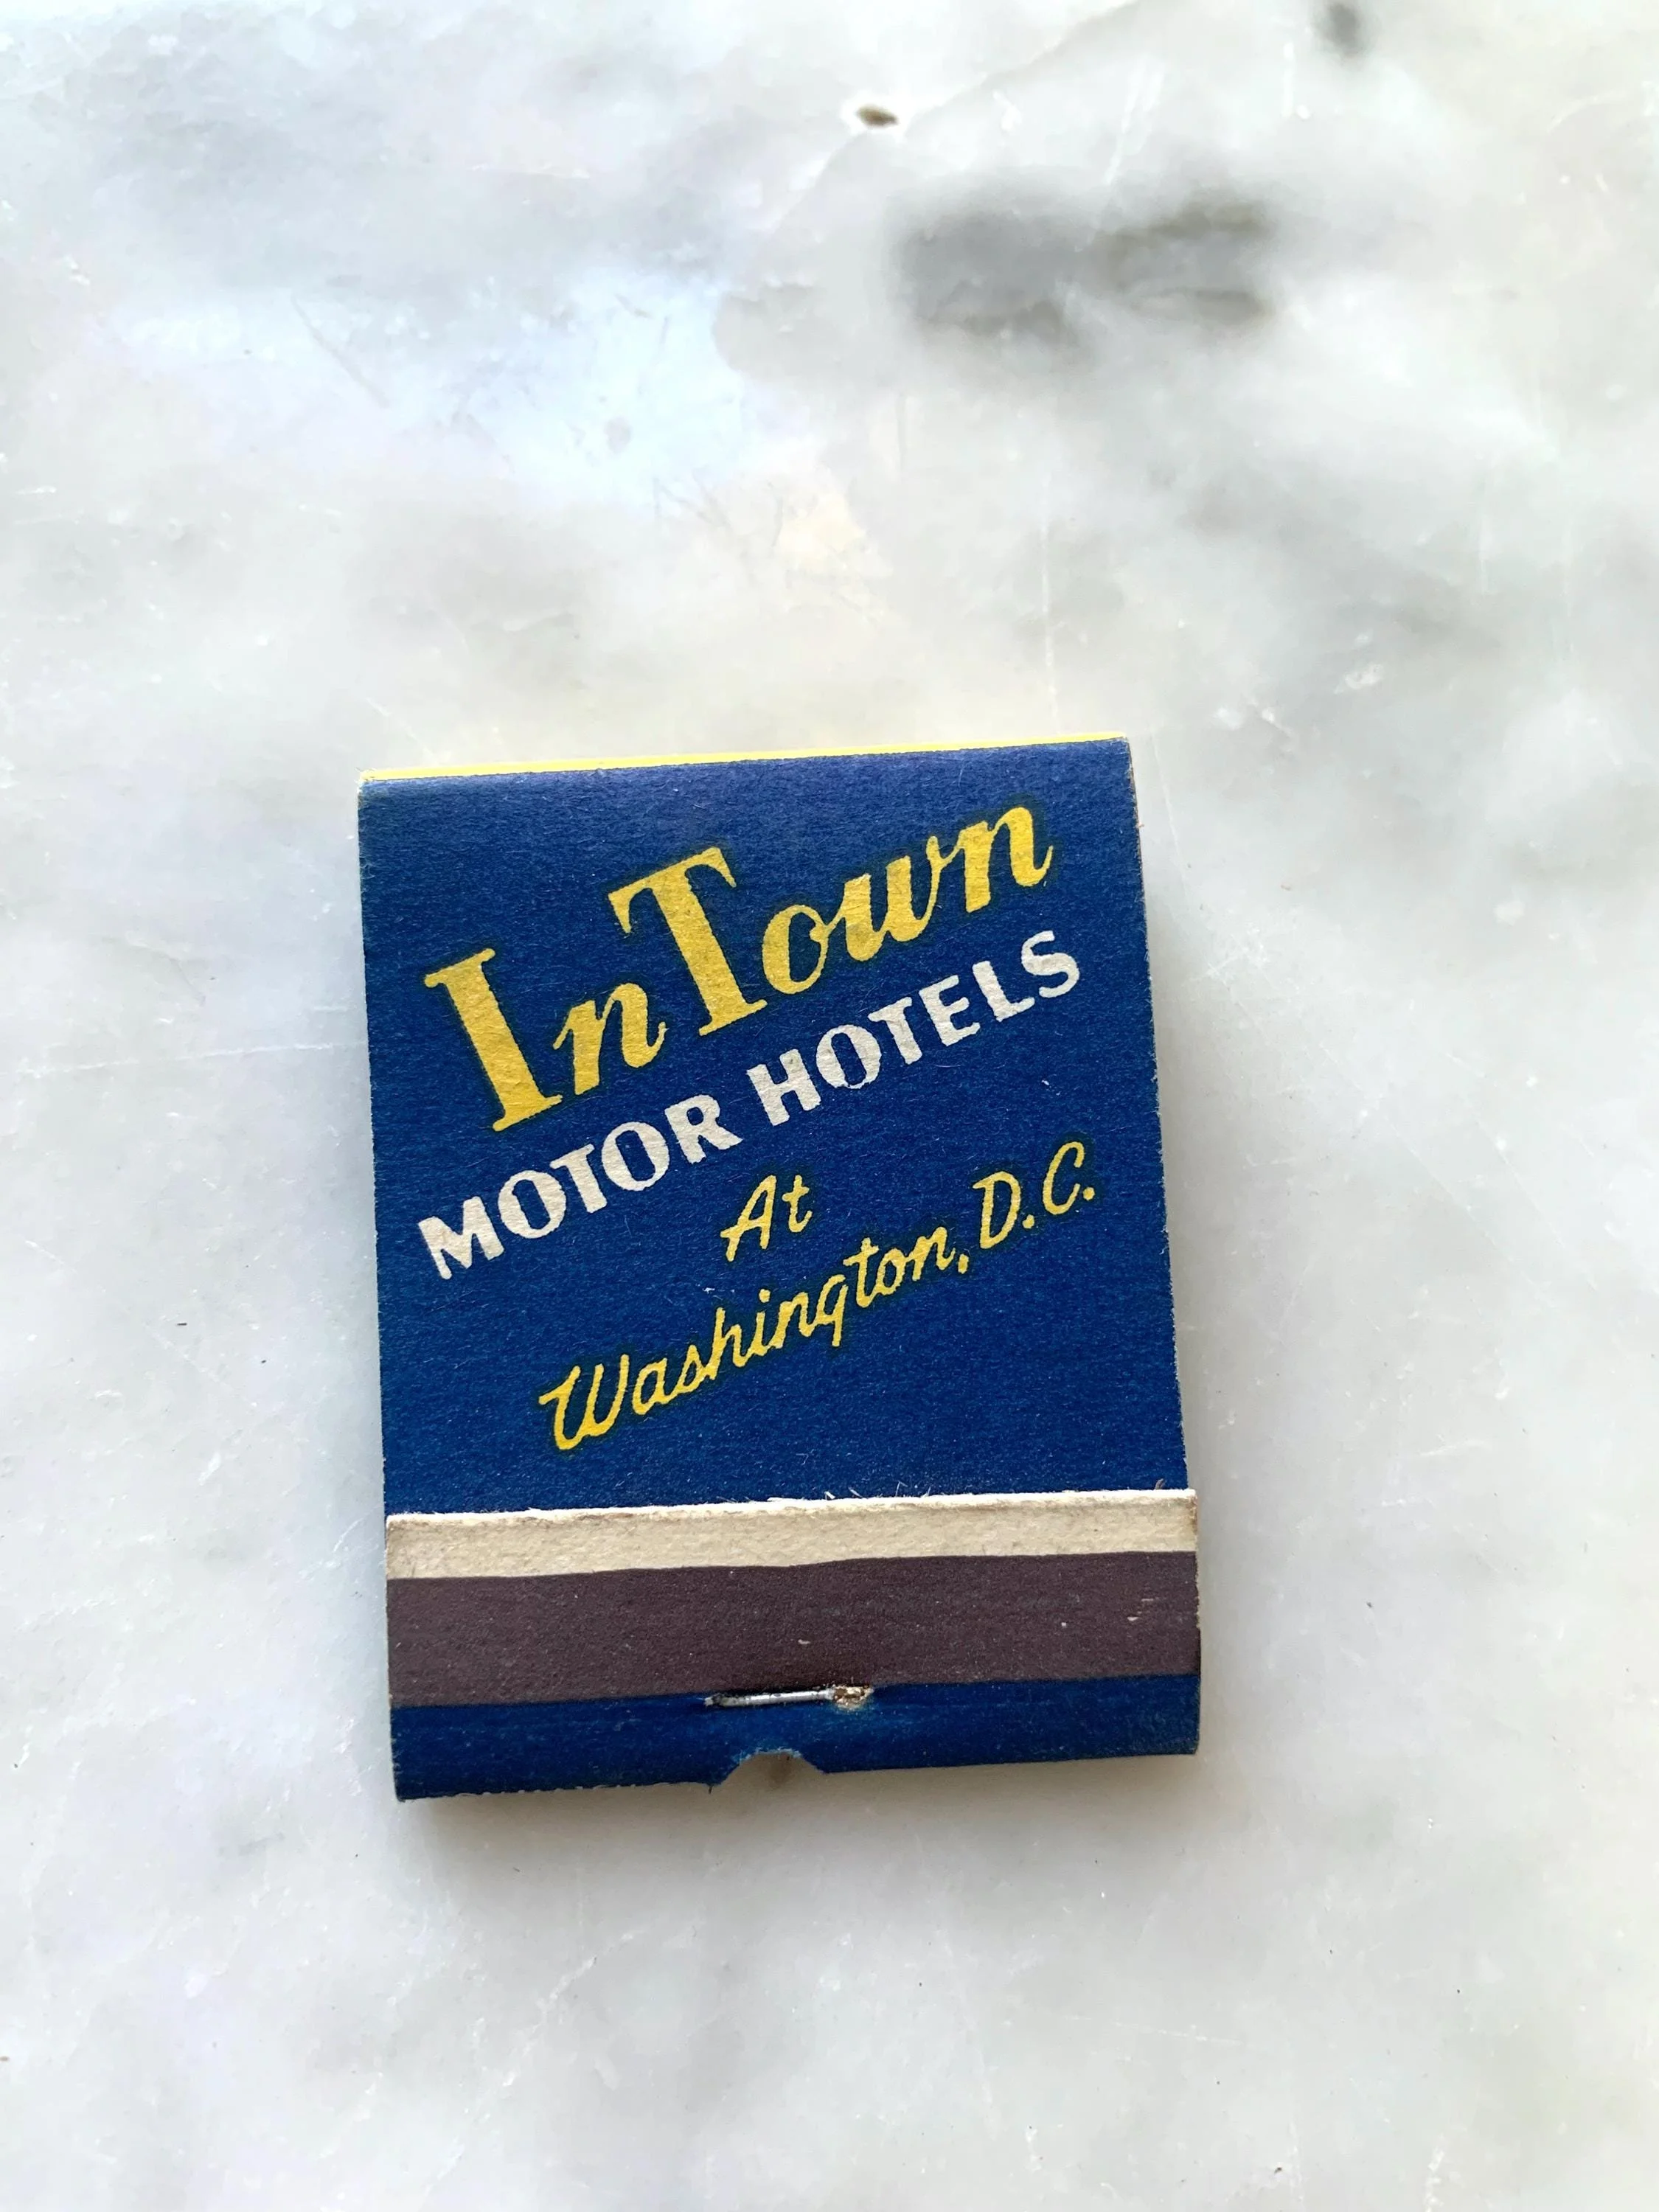 InTown
MOTOR HOTELS
At
Washington, D.C.